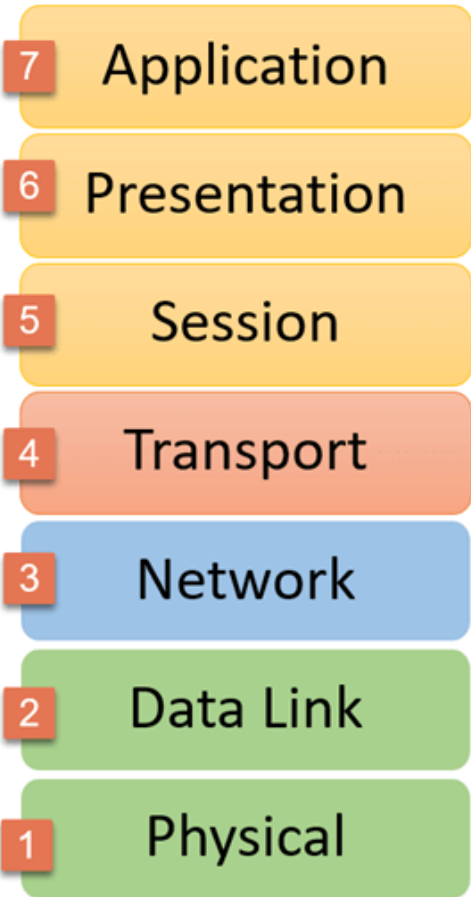 7 Application
6 Presentation
5 Session
4 Transport
3 Network
2 Data Link
1 Physical